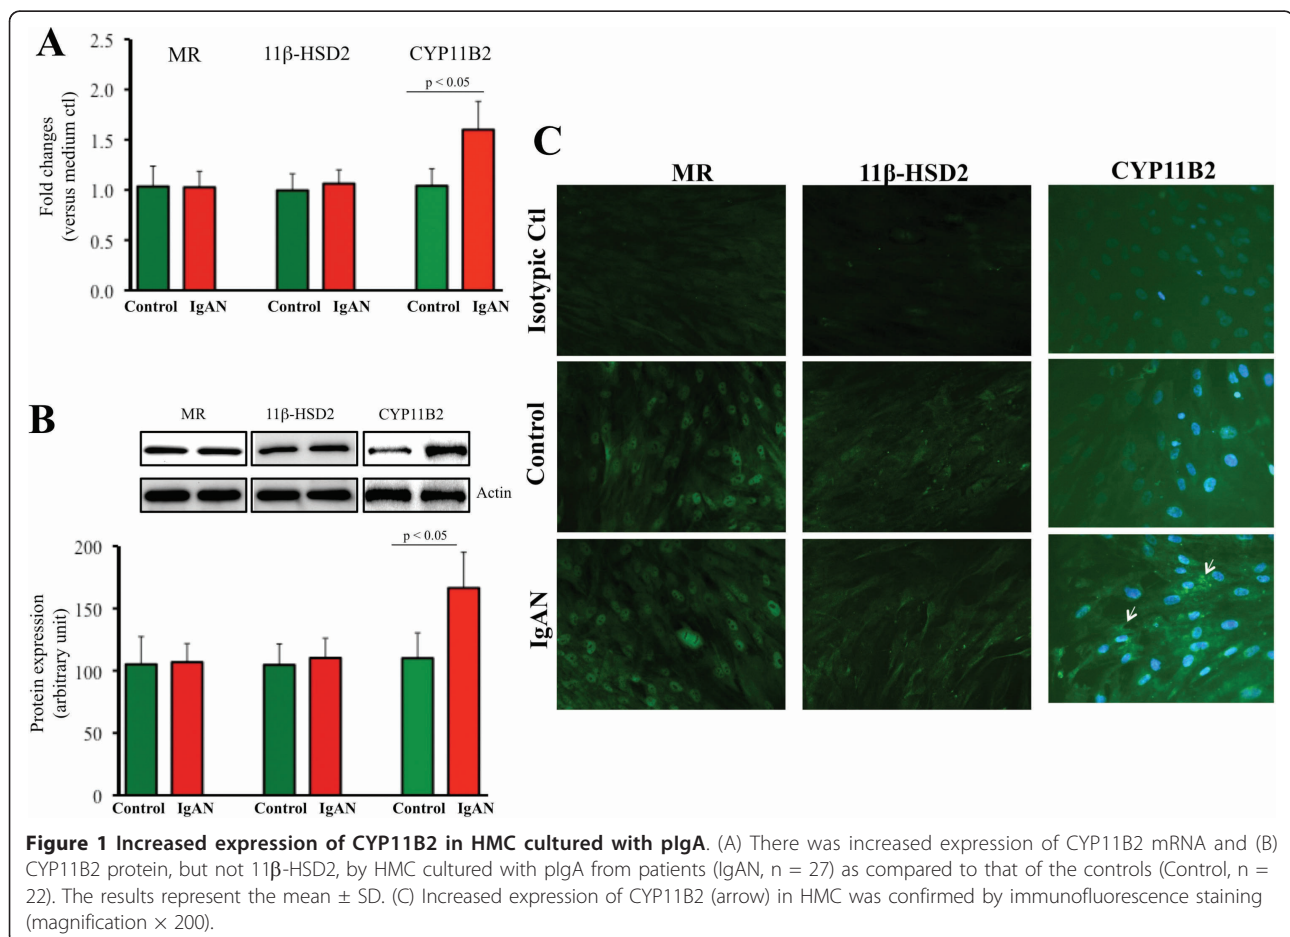 A
2.5
2.0
1.5
1.0
0.5
0.0
Fold changes
(versus medium ctl)
MR 11β-HSD2 CYP11B2
p < 0.05
Control IgAN Control IgAN Control IgAN
B
MR 11β-HSD2 CYP11B2
Actin
200
150
100
50
0
Protein expression
(arbitrary unit)
p < 0.05
Control IgAN Control IgAN Control IgAN
C
MR 11β-HSD2 CYP11B2
Isotypic Ctl
Control
IgAN
Figure 1 Increased expression of CYP11B2 in HMC cultured with pIgA. (A) There was increased expression of CYP11B2 mRNA and (B)
CYP11B2 protein, but not 11β-HSD2, by HMC cultured with pIgA from patients (IgAN, n = 27) as compared to that of the controls (Control, n =
22). The results represent the mean ± SD. (C) Increased expression of CYP11B2 (arrow) in HMC was confirmed by immunofluorescence staining
(magnification × 200).